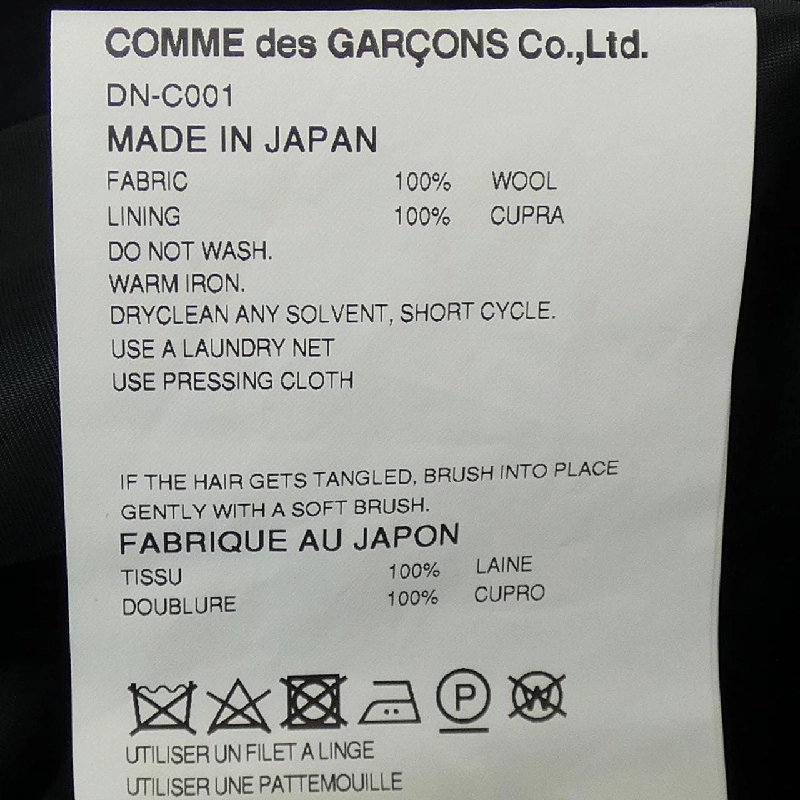 COMME des GARÇONS Co.,Ltd.
DN-C001
MADE IN JAPAN
FABRIC 100% WOOL
LINING 100% CUPRA
DO NOT WASH.
WARM IRON.
DRYCLEAN ANY SOLVENT, SHORT CYCLE.
USE A LAUNDRY NET
USE PRESSING CLOTH
IF THE HAIR GETS TANGLED, BRUSH INTO PLACE
GENTLY WITH A SOFT BRUSH.
FABRIQUE AU JAPON
TISSU 100% LAINE
DOUBLURE 100% CUPRO
P W
UTILISER UN FILET A LINGE
UTILISER UNE PATTEMOUILLE